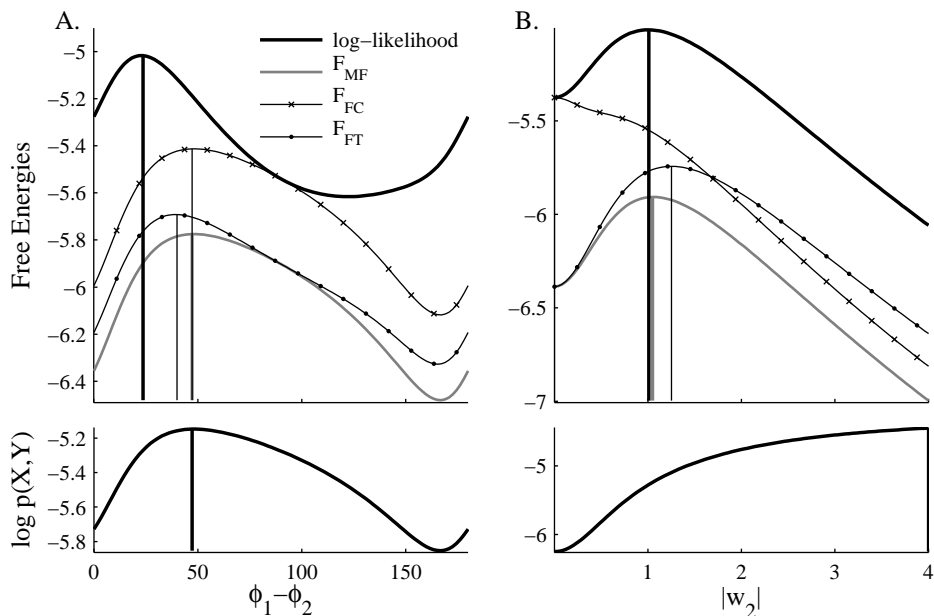 A.
B.
log−likelihood
F_MF
F_FC
F_FT
Free Energies
−5
−5.2
−5.4
−5.6
−5.8
−6
−6.2
−6.4
−5.5
−6
−6.5
−7
log p(X,Y)
−5.2
−5.4
−5.6
−5.8
−5
−6
0
50
100
150
ϕ_1−ϕ_2
1
2
3
4
|w_2|